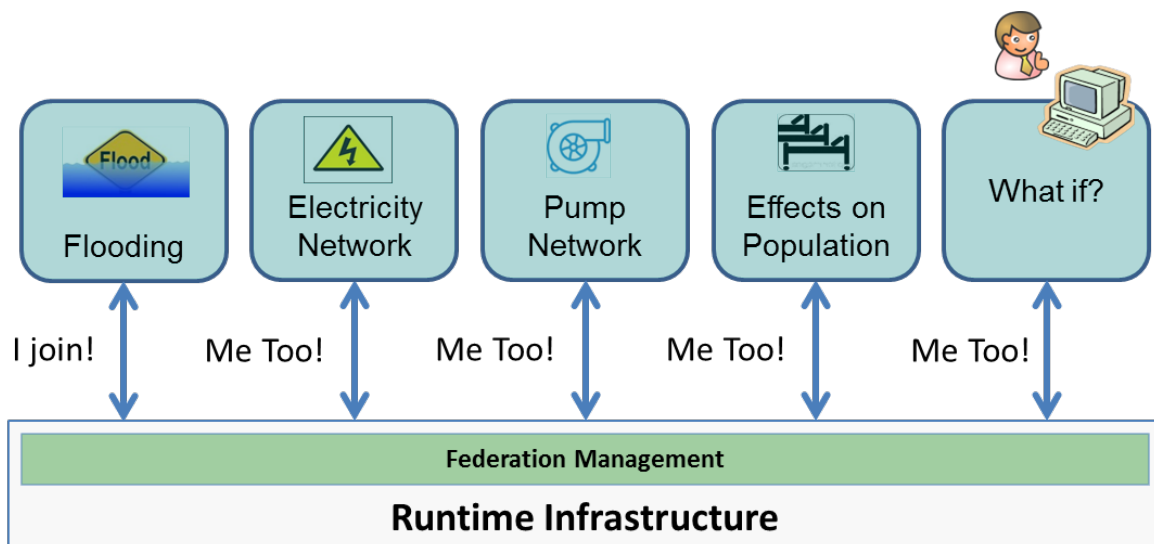 Flood
Flooding
Electricity
Network
Pump
Network
Effects on
Population
What if?
I join!
Me Too!
Me Too!
Me Too!
Me Too!
Federation Management
Runtime Infrastructure